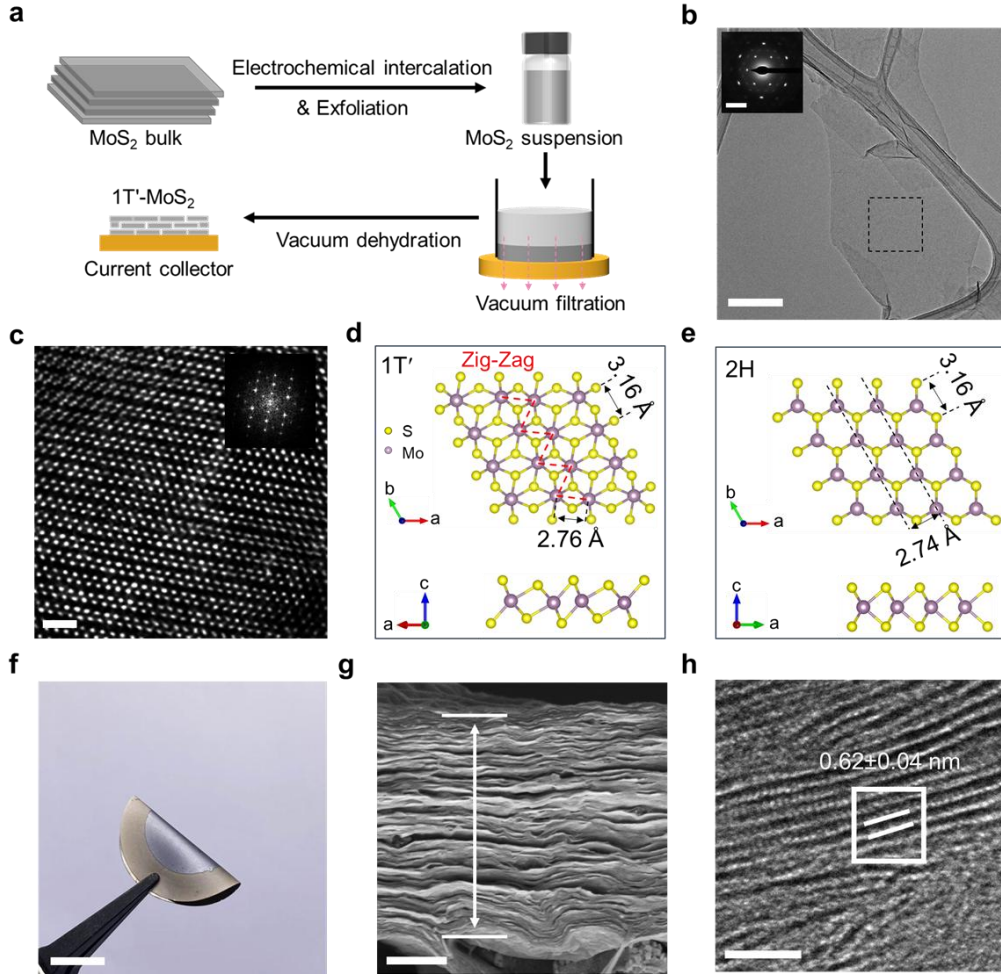 a
MoS₂ bulk
Electrochemical intercalation
& Exfoliation
MoS₂ suspension
Vacuum filtration
Vacuum dehydration
1T'-MoS₂
Current collector
b
c
d
1T′
Zig-Zag
3.16 Å
S
Mo
b
a
2.76 Å
c
a
e
2H
3.16 Å
b
a
2.74 Å
c
a
f
g
h
0.62±0.04 nm